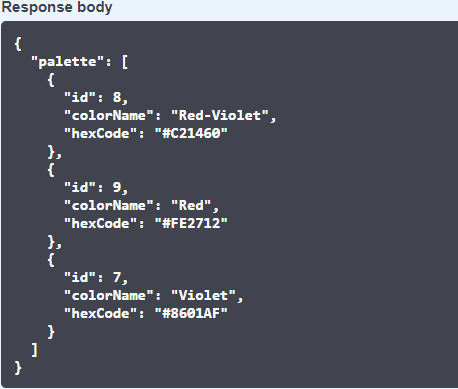 Response body
{
  "palette": [
    {
      "id": 8,
      "colorName": "Red-Violet",
      "hexCode": "#C21460"
    },
    {
      "id": 9,
      "colorName": "Red",
      "hexCode": "#FE2712"
    },
    {
      "id": 7,
      "colorName": "Violet",
      "hexCode": "#8601AF"
    }
  ]
}